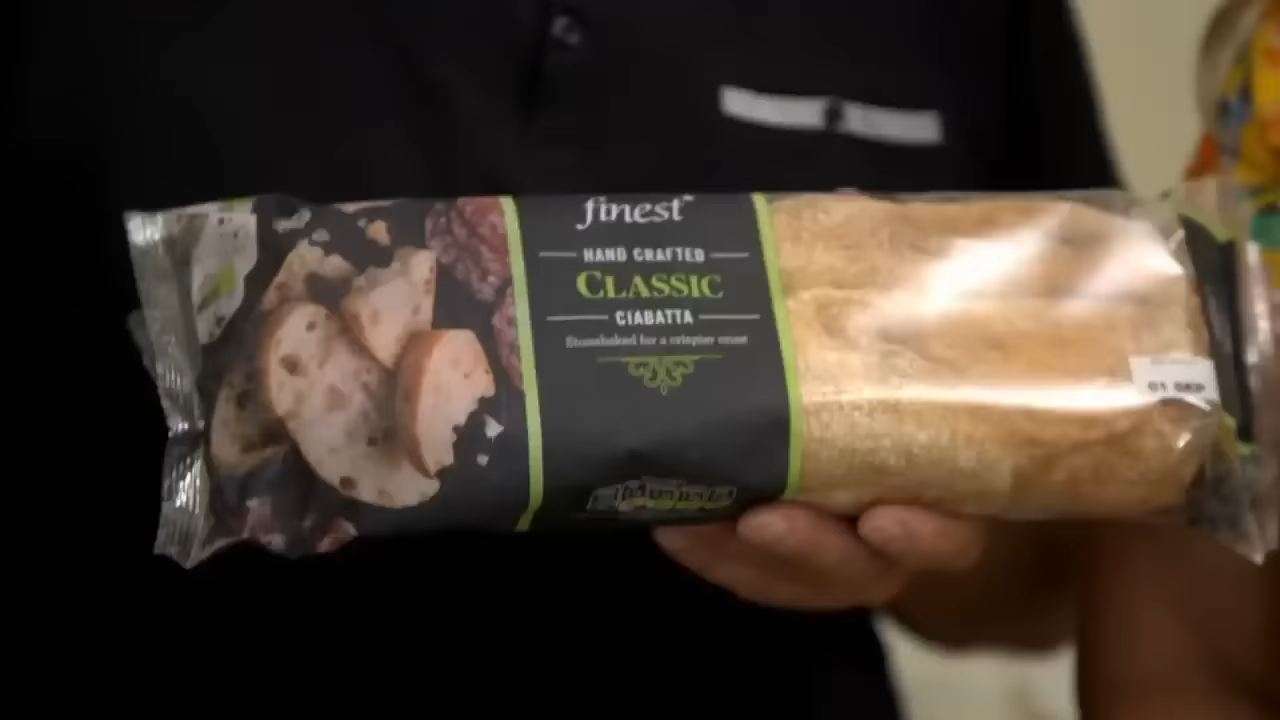 finest
HAND CRAFTED
CLASSIC
CIABATTA
Stonebaked for a crispier crust
01 SEP